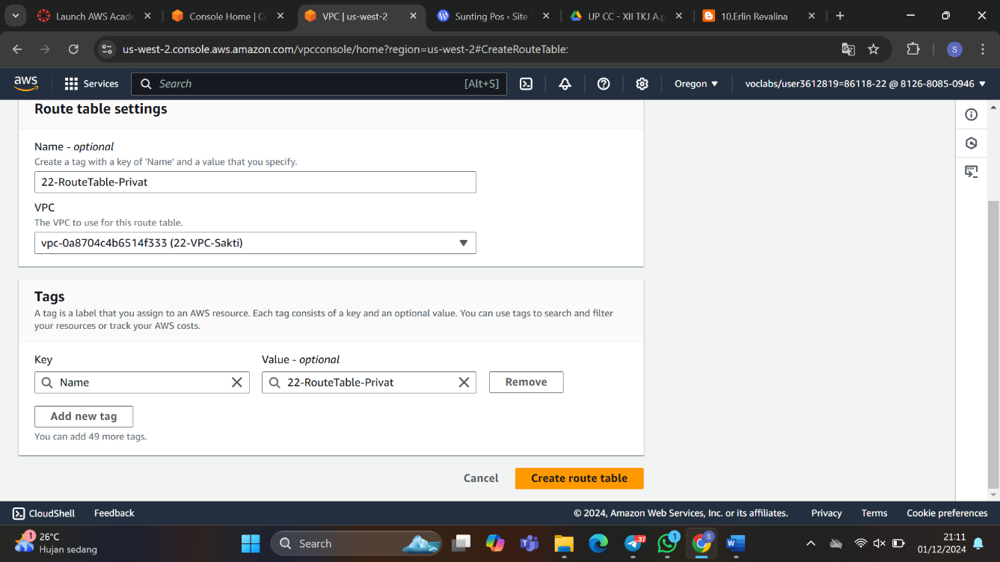 Launch AWS Acade
Console Home | Co
VPC | us-west-2
Sunting Pos ‹ Site
UP CC - XII TKJ A.p
10.Erlin Revalina
us-west-2.console.aws.amazon.com/vpcconsole/home?region=us-west-2#CreateRouteTable:
S
aws
Services
Search
[Alt+S]
Oregon
voclabs/user3612819=86118-22 @ 8126-8085-0946
Route table settings
Name - optional
Create a tag with a key of 'Name' and a value that you specify.
22-RouteTable-Privat
VPC
The VPC to use for this route table.
vpc-0a8704c4b6514f333 (22-VPC-Sakti)
Tags
A tag is a label that you assign to an AWS resource. Each tag consists of a key and an optional value. You can use tags to search and filter
your resources or track your AWS costs.
Key
Value - optional
Name
22-RouteTable-Privat
Remove
Add new tag
You can add 49 more tags.
Cancel
Create route table
CloudShell
Feedback
© 2024, Amazon Web Services, Inc. or its affiliates.
Privacy
Terms
Cookie preferences
1
26°C
Hujan sedang
Search
37
1
S
W
21:11
01/12/2024